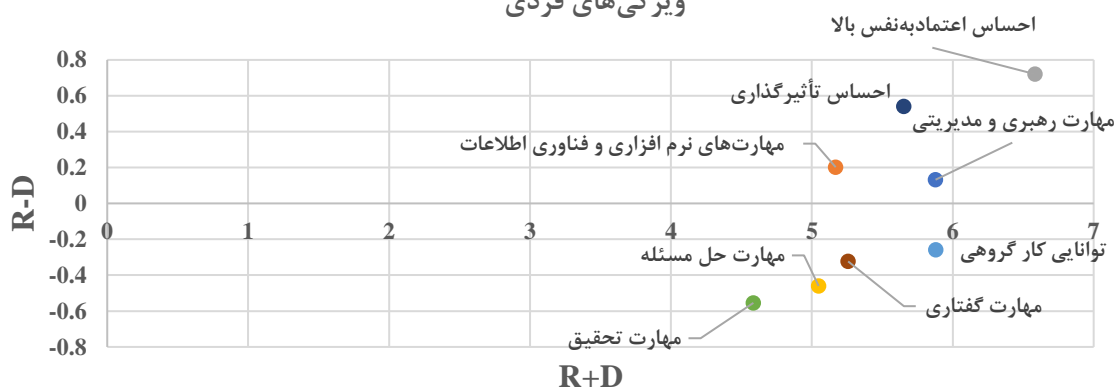 ویژگی‌های فردی
احساس اعتمادبه‌نفس بالا
0.8
احساس تأثیرگذاری
0.6
مهارت رهبری و مدیریتی
0.4
مهارت‌های نرم افزاری و فناوری اطلاعات
0.2
0
R-D
0 1 2 3 4 5 6 7
-0.2
توانایی کار گروهی
مهارت حل مسئله
-0.4
مهارت گفتاری
-0.6
مهارت تحقیق
-0.8
R+D